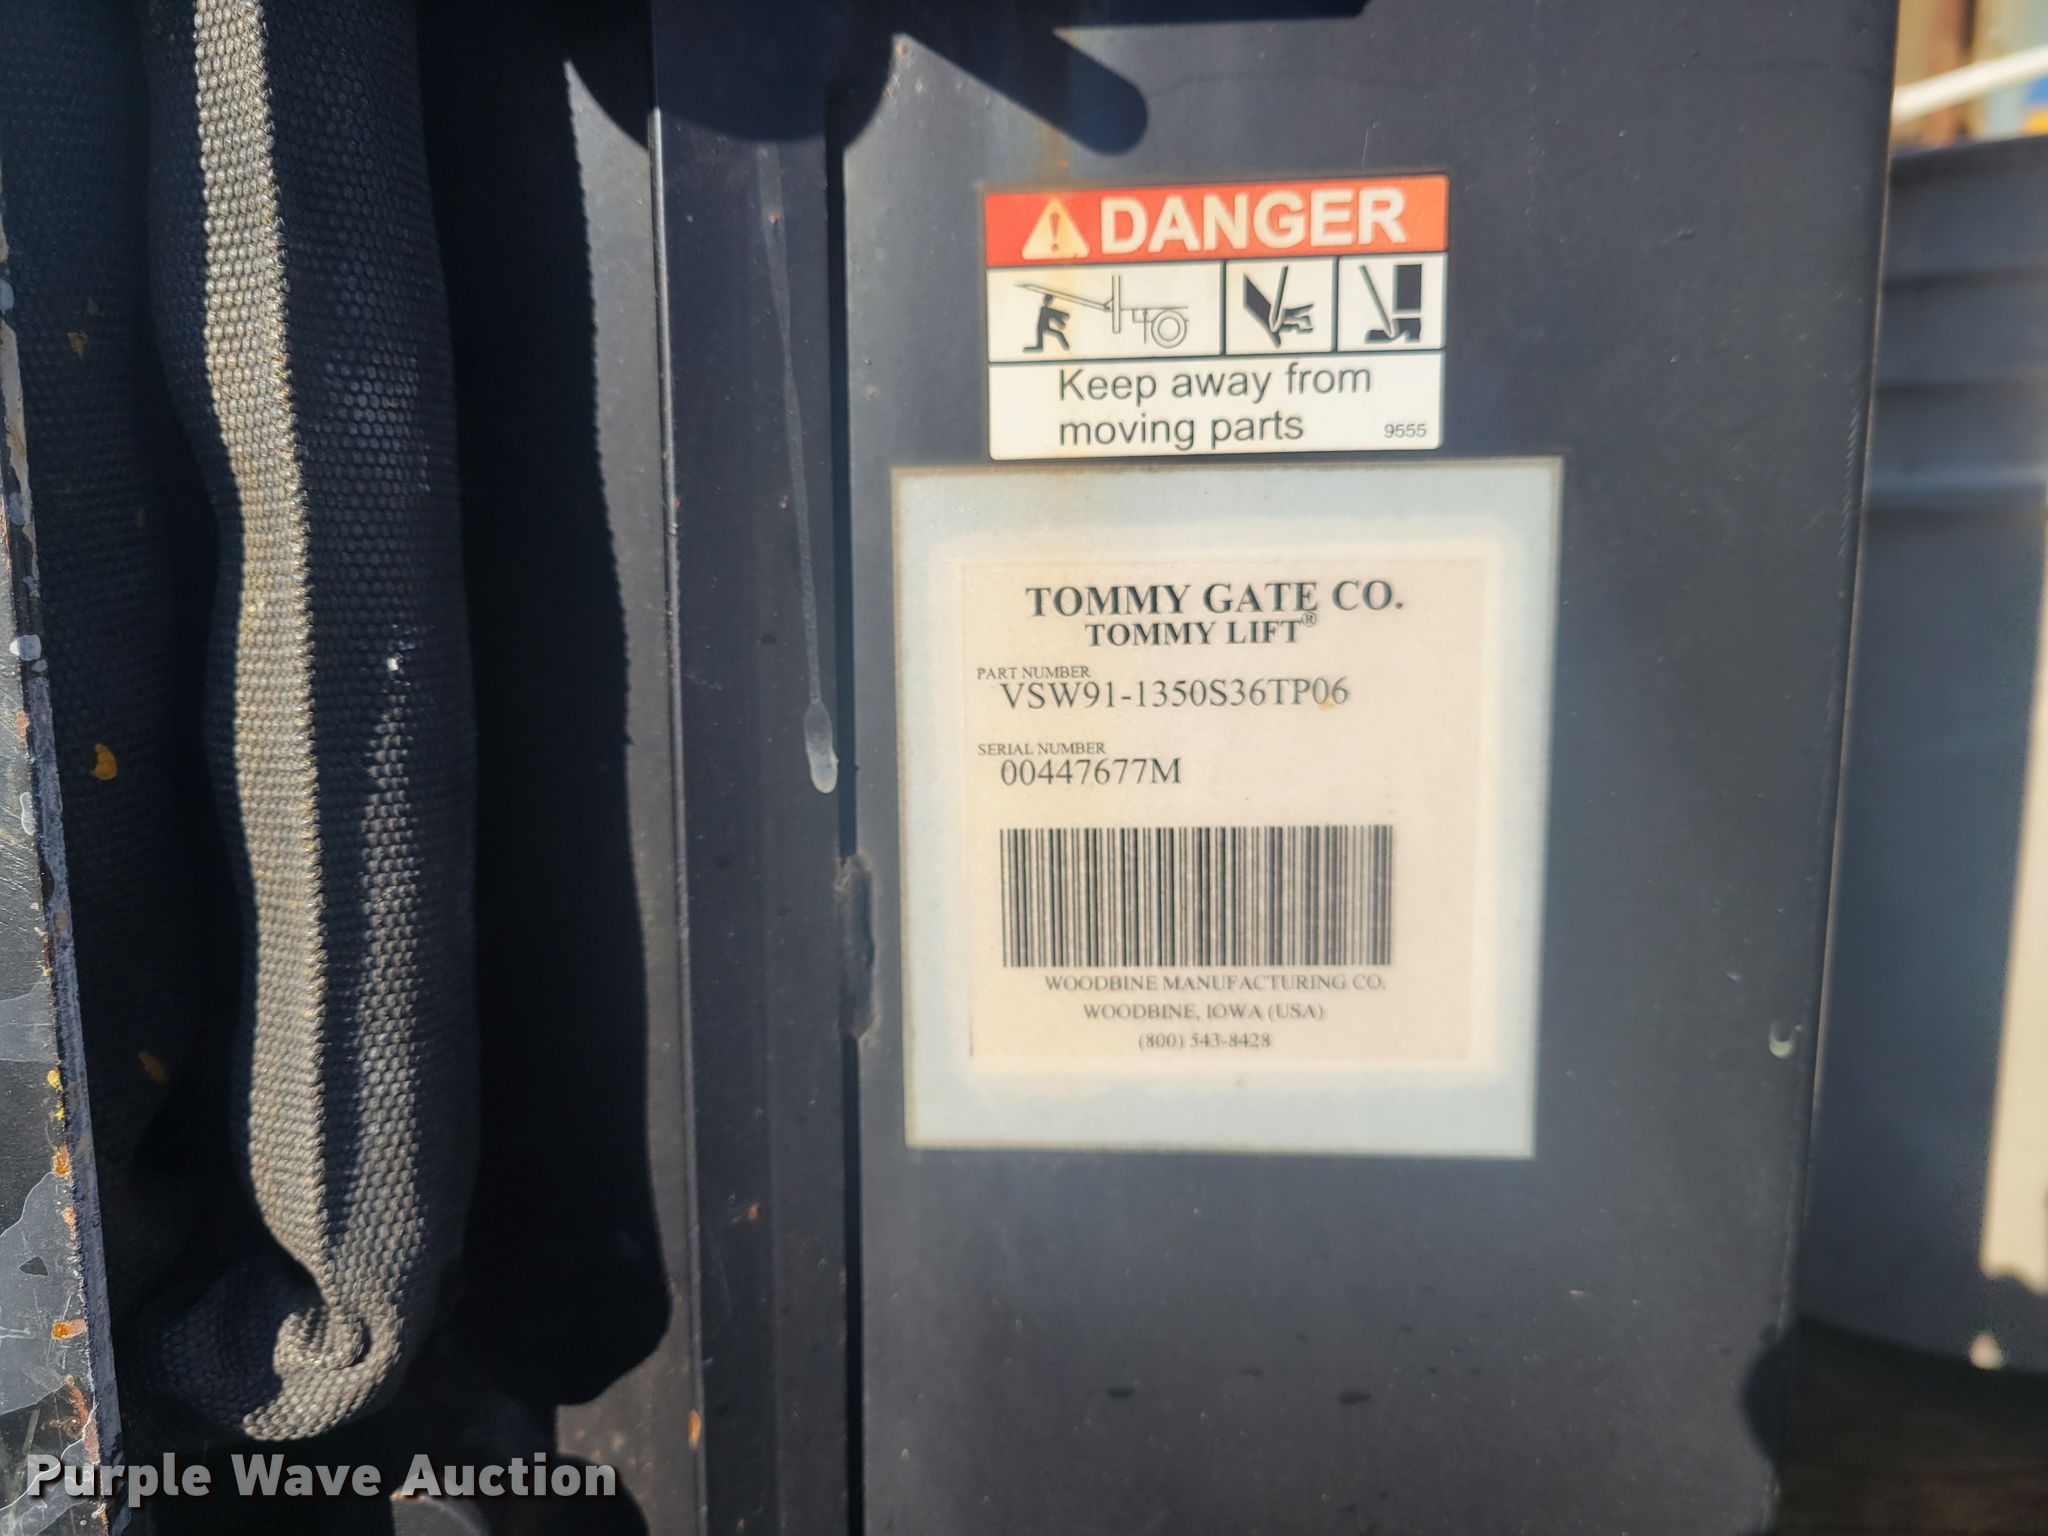 DANGER
Keep away from
moving parts 9555
TOMMY GATE CO.
TOMMY LIFT®
PART NUMBER
VSW91-1350S36TP06
SERIAL NUMBER
00447677M
WOODBINE MANUFACTURING CO.
WOODBINE, IOWA (USA)
(800) 543-8428
Purple Wave Auction